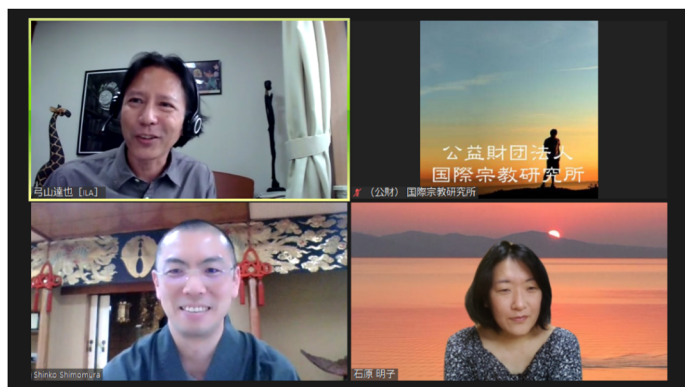 弓山達也［ILA］
公益財団法人
国際宗教研究所
（公財） 国際宗教研究所
Shinko Shimomura
石原 明子